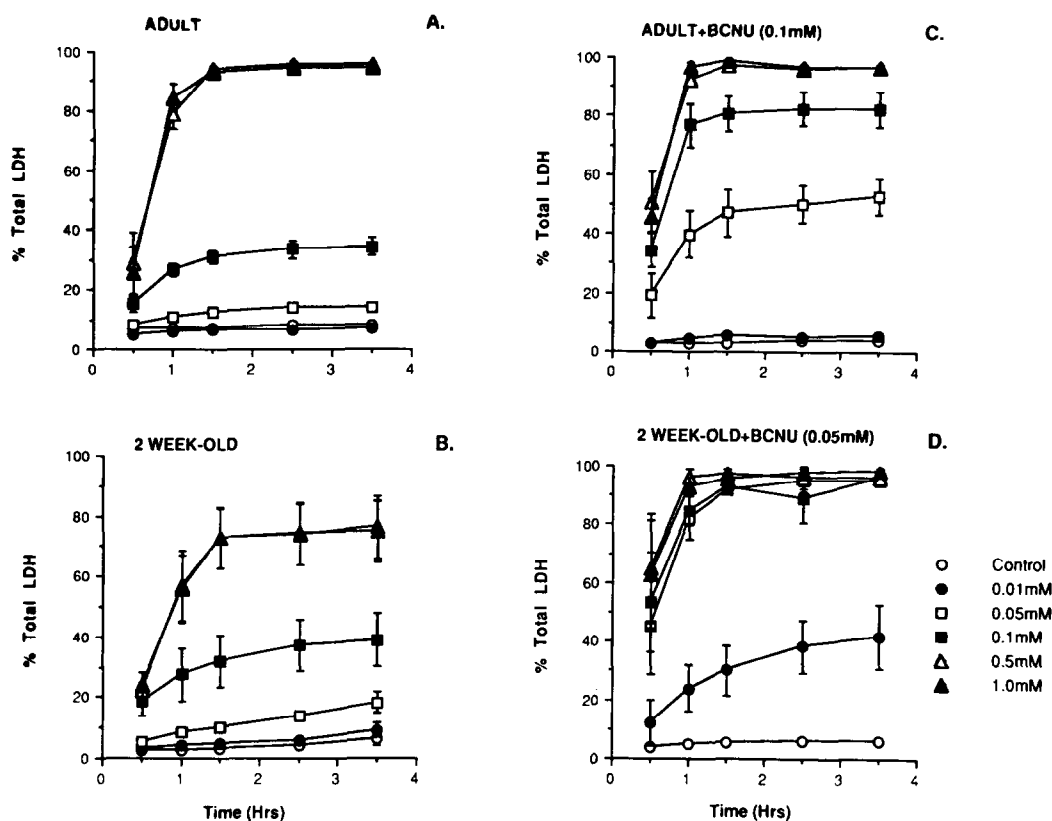 ADULT
A.
% Total LDH
100
80
60
40
20
0
0 1 2 3 4
ADULT+BCNU (0.1mM)
C.
% Total LDH
100
80
60
40
20
0
0 1 2 3 4
2 WEEK-OLD
B.
% Total LDH
100
80
60
40
20
0
0 1 2 3 4
Time (Hrs)
2 WEEK-OLD+BCNU (0.05mM)
D.
% Total LDH
100
80
60
40
20
0
0 1 2 3 4
Time (Hrs)
Control
0.01mM
0.05mM
0.1mM
0.5mM
1.0mM